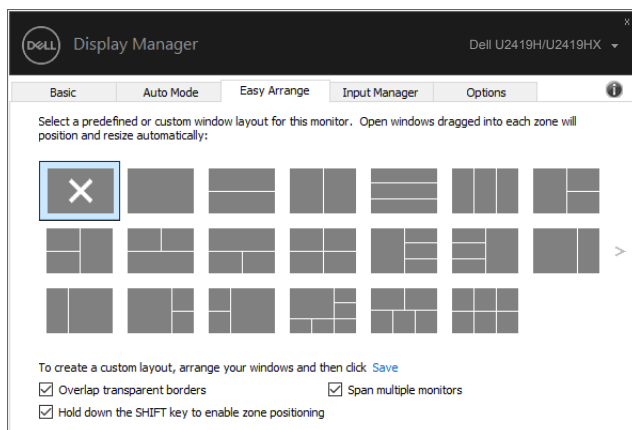 DELL Display Manager Dell U2419H/U2419HX
x
Basic Auto Mode Easy Arrange Input Manager Options
Select a predefined or custom window layout for this monitor. Open windows dragged into each zone will
position and resize automatically:
To create a custom layout, arrange your windows and then click Save
Overlap transparent borders Span multiple monitors
Hold down the SHIFT key to enable zone positioning